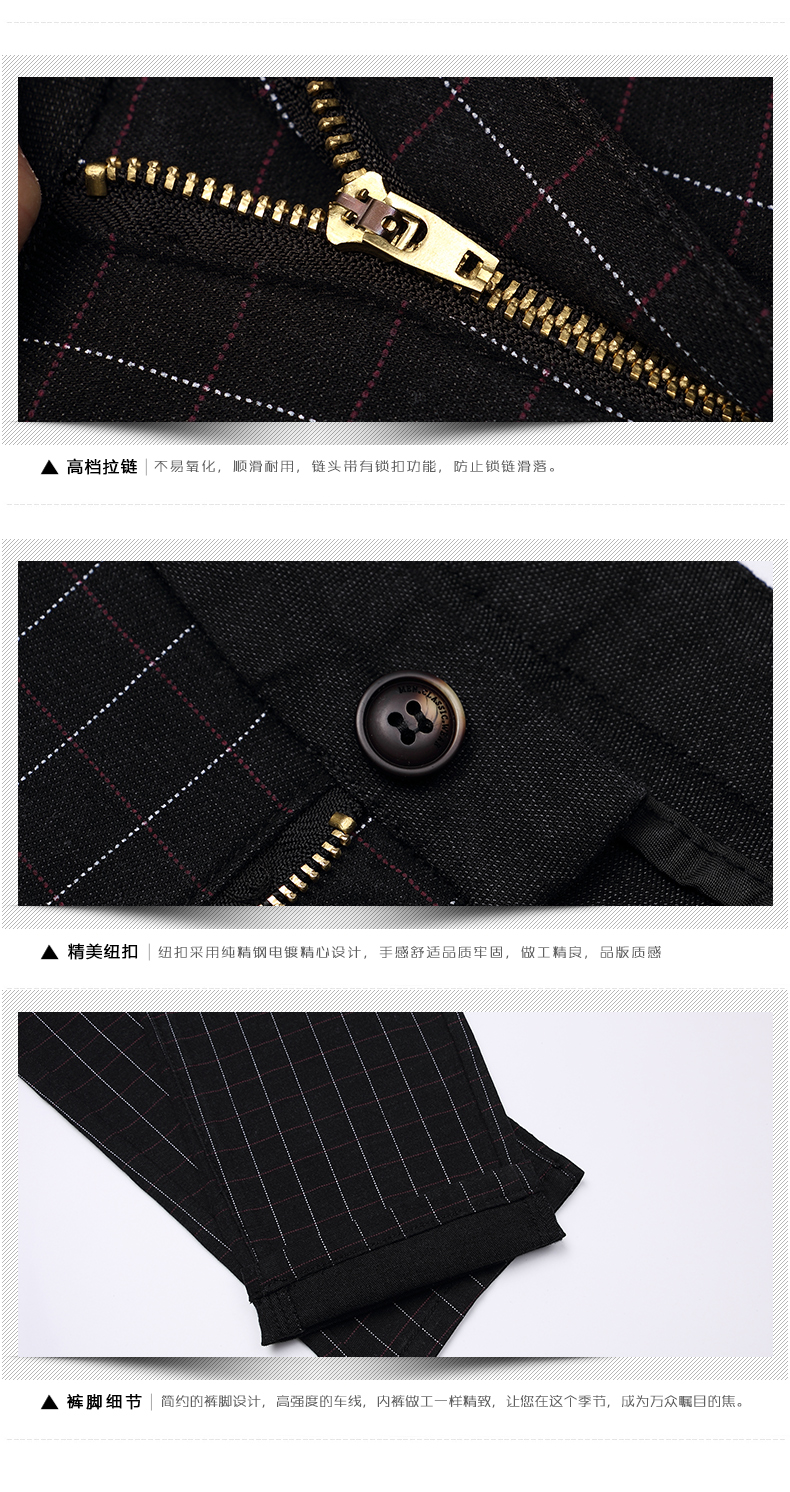 ▲ 高档拉链 | 不易氧化，顺滑耐用，链头带有锁扣功能，防止锁链滑落。
MEN.CLASSIC.
▲ 精美纽扣 | 纽扣采用纯精钢电镀精心设计，手感舒适品质牢固，做工精良，品版质感
▲ 裤脚细节 | 简约的裤脚设计，高强度的车线，内裤做工一样精致，让您在这个季节，成为万众瞩目的焦。